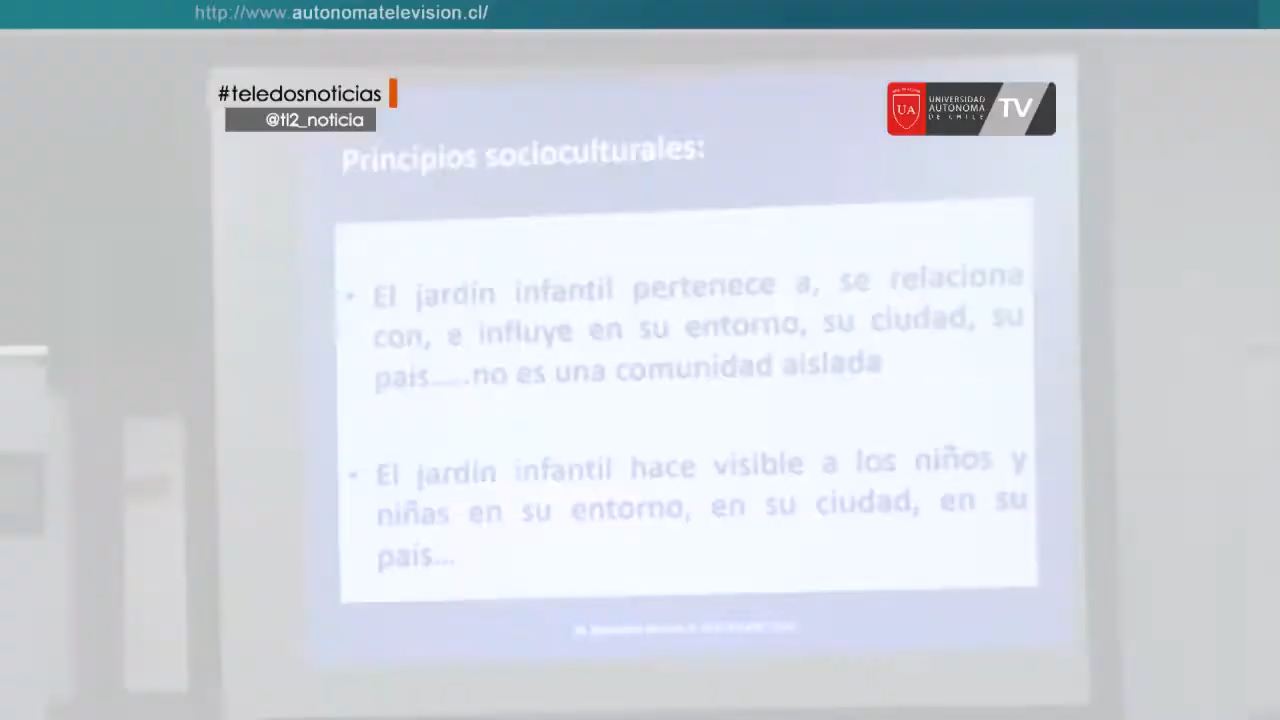 http://www.autonomatelevision.cl/
#teledosnoticias
@tl2_noticia
UA
UNIVERSIDAD
AUTONOMA
DE CHILE
TV
Principios socioculturales:
• El jardín infantil pertenece a, se relaciona
con, e influye en su entorno, su ciudad, su
país.....no es una comunidad aislada
• El jardín infantil hace visible a los niños y
niñas en su entorno, en su ciudad, en su
país...